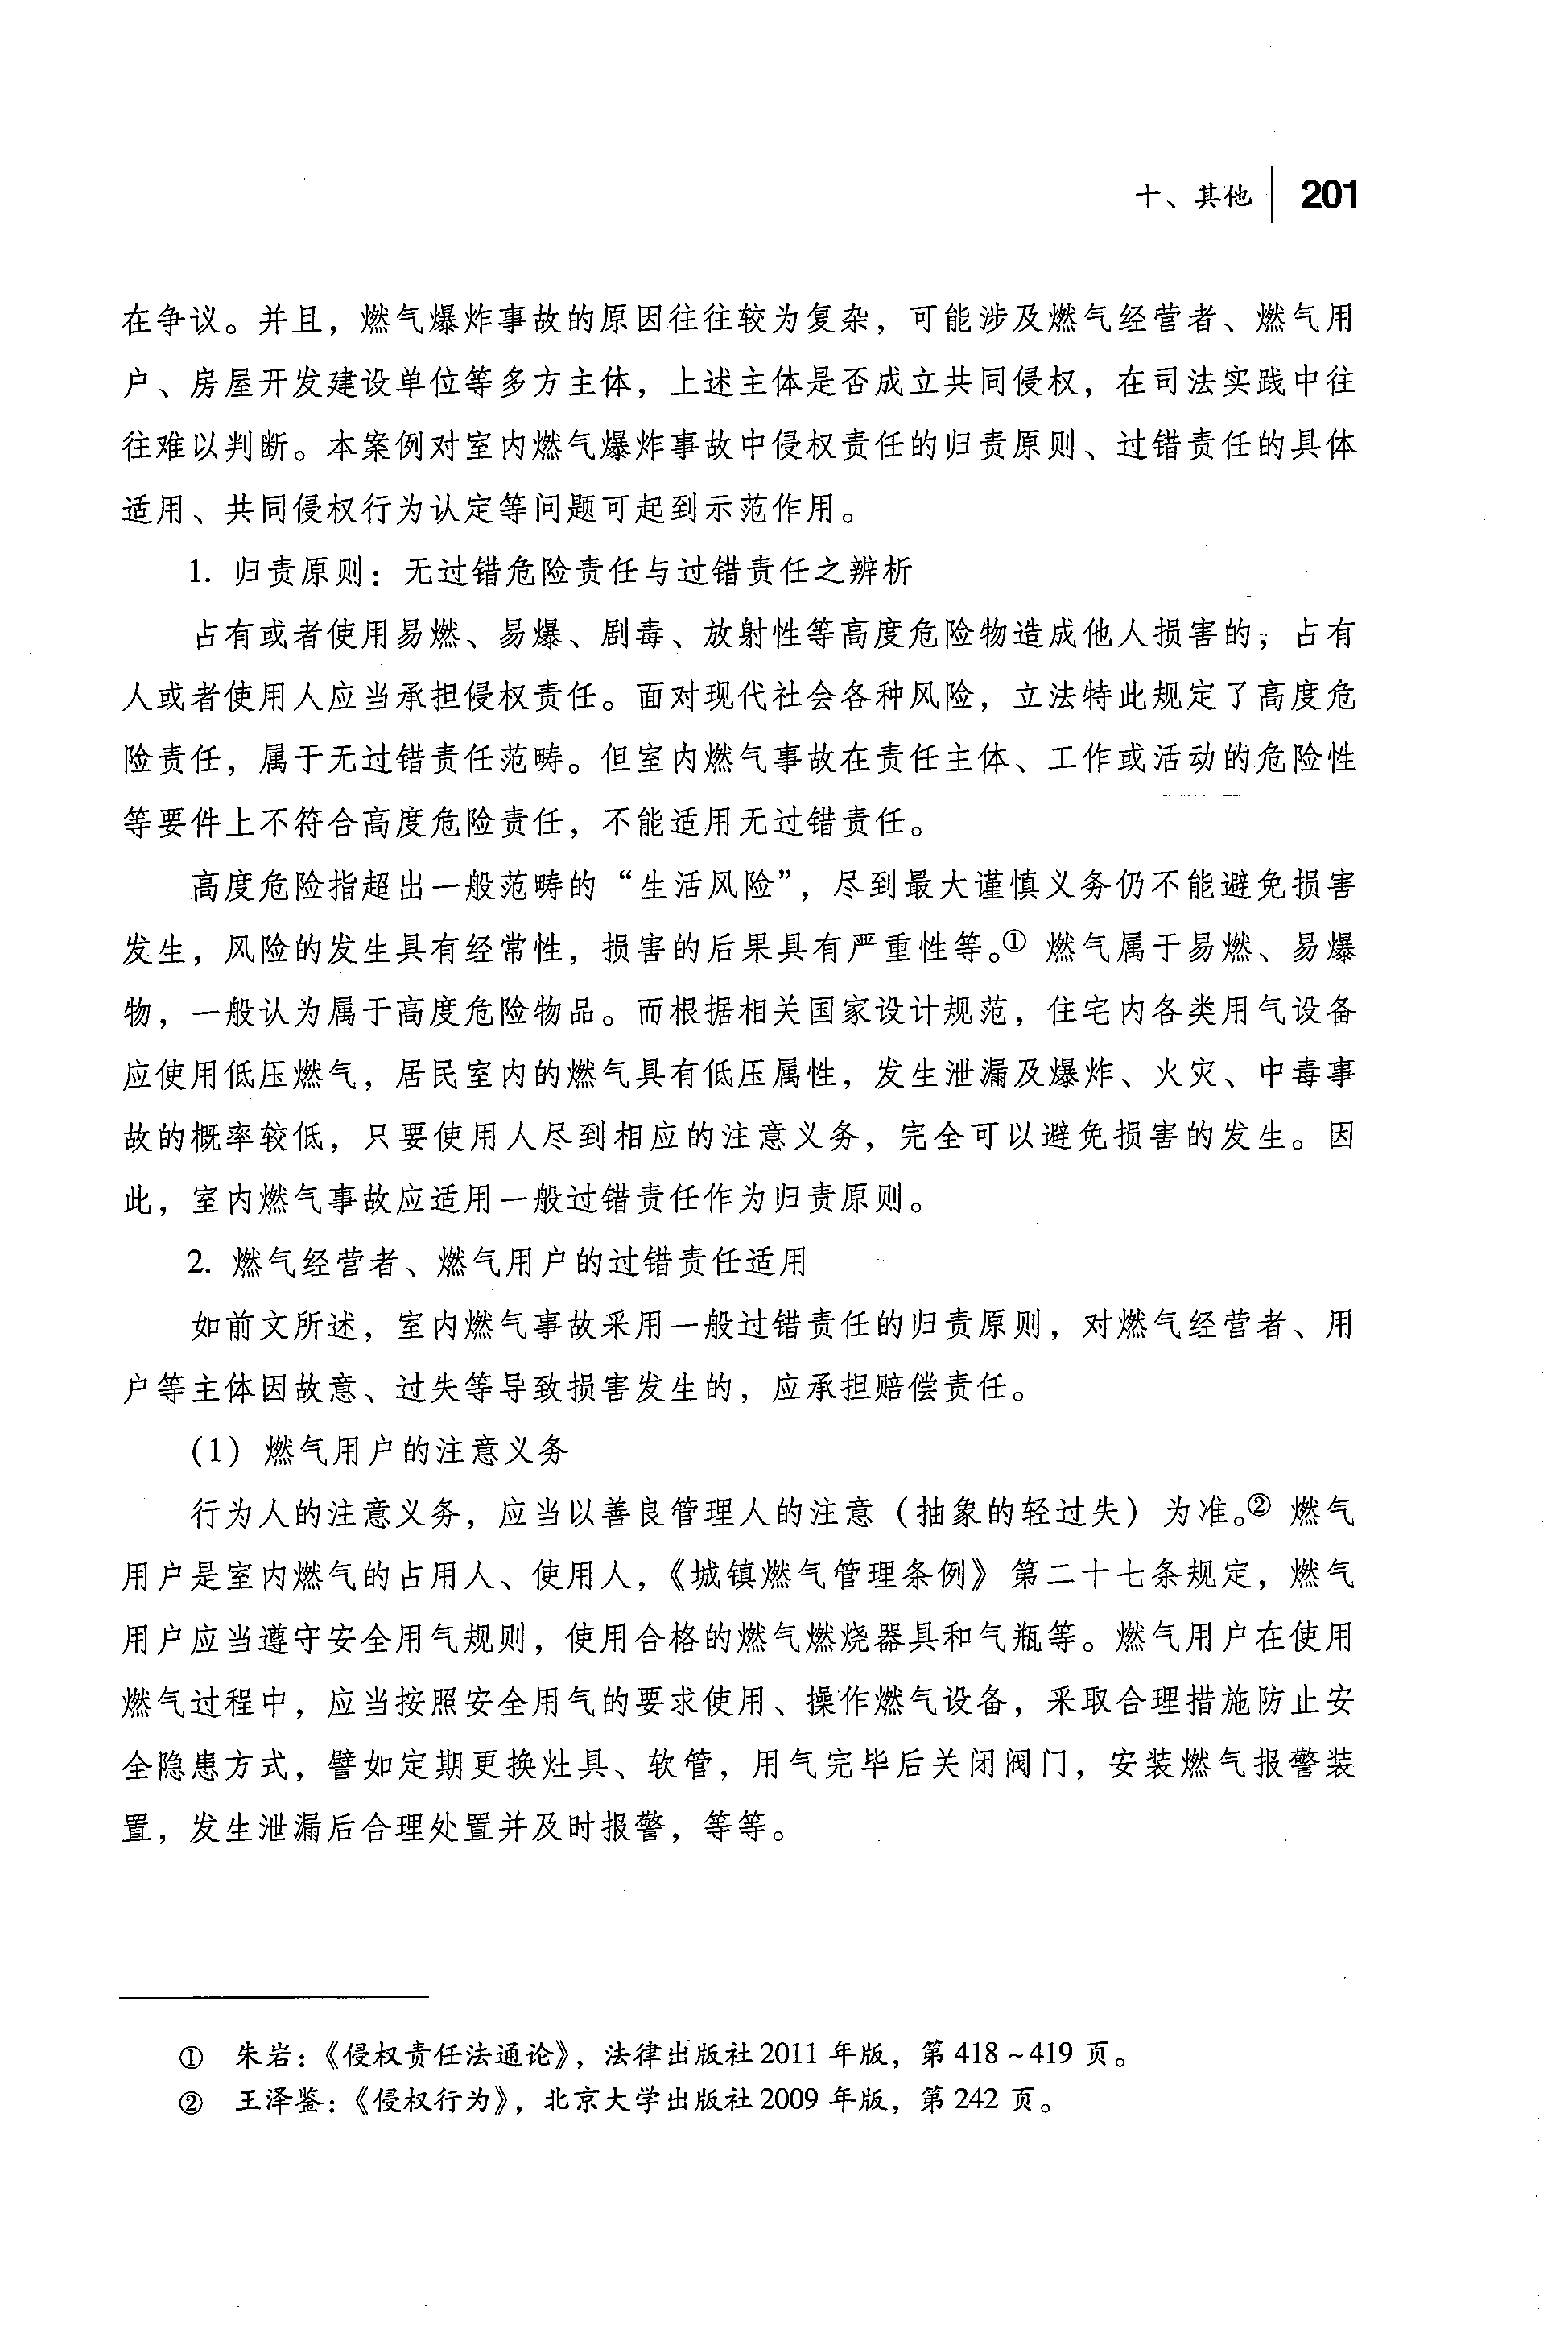 十、其他 201
在争议。并且，燃气爆炸事故的原因往往较为复杂，可能涉及燃气经营者、燃气用
户、房屋开发建设单位等多方主体，上述主体是否成立共同侵权，在司法实践中往
往难以判断。本案例对室内燃气爆炸事故中侵权责任的归责原则、过错责任的具体
适用、共同侵权行为认定等问题可起到示范作用。
1. 归责原则：无过错危险责任与过错责任之辨析
占有或者使用易燃、易爆、剧毒、放射性等高度危险物造成他人损害的，占有
人或者使用人应当承担侵权责任。面对现代社会各种风险，立法特此规定了高度危
险责任，属于无过错责任范畴。但室内燃气事故在责任主体、工作或活动的危险性
等要件上不符合高度危险责任，不能适用无过错责任。
高度危险指超出一般范畴的“生活风险”，尽到最大谨慎义务仍不能避免损害
发生，风险的发生具有经常性，损害的后果具有严重性等。① 燃气属于易燃、易爆
物，一般认为属于高度危险物品。而根据相关国家设计规范，住宅内各类用气设备
应使用低压燃气，居民室内的燃气具有低压属性，发生泄漏及爆炸、火灾、中毒事
故的概率较低，只要使用人尽到相应的注意义务，完全可以避免损害的发生。因
此，室内燃气事故应适用一般过错责任作为归责原则。
2. 燃气经营者、燃气用户的过错责任适用
如前文所述，室内燃气事故采用一般过错责任的归责原则，对燃气经营者、用
户等主体因故意、过失等导致损害发生的，应承担赔偿责任。
（1）燃气用户的注意义务
行为人的注意义务，应当以善良管理人的注意（抽象的轻过失）为准。② 燃气
用户是室内燃气的占用人、使用人，《城镇燃气管理条例》第二十七条规定，燃气
用户应当遵守安全用气规则，使用合格的燃气燃烧器具和气瓶等。燃气用户在使用
燃气过程中，应当按照安全用气的要求使用、操作燃气设备，采取合理措施防止安
全隐患方式，譬如定期更换灶具、软管，用气完毕后关闭阀门，安装燃气报警装
置，发生泄漏后合理处置并及时报警，等等。
① 朱岩：《侵权责任法通论》，法律出版社 2011 年版，第 418～419 页。
② 王泽鉴：《侵权行为》，北京大学出版社 2009 年版，第 242 页。